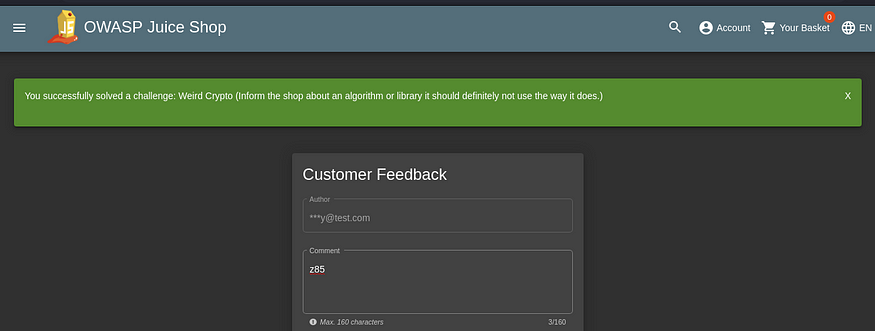 OWASP Juice Shop
Account
0
Your Basket
EN
You successfully solved a challenge: Weird Crypto (Inform the shop about an algorithm or library it should definitely not use the way it does.)
X
Customer Feedback
Author
***y@test.com
Comment
z85
Max. 160 characters
3/160